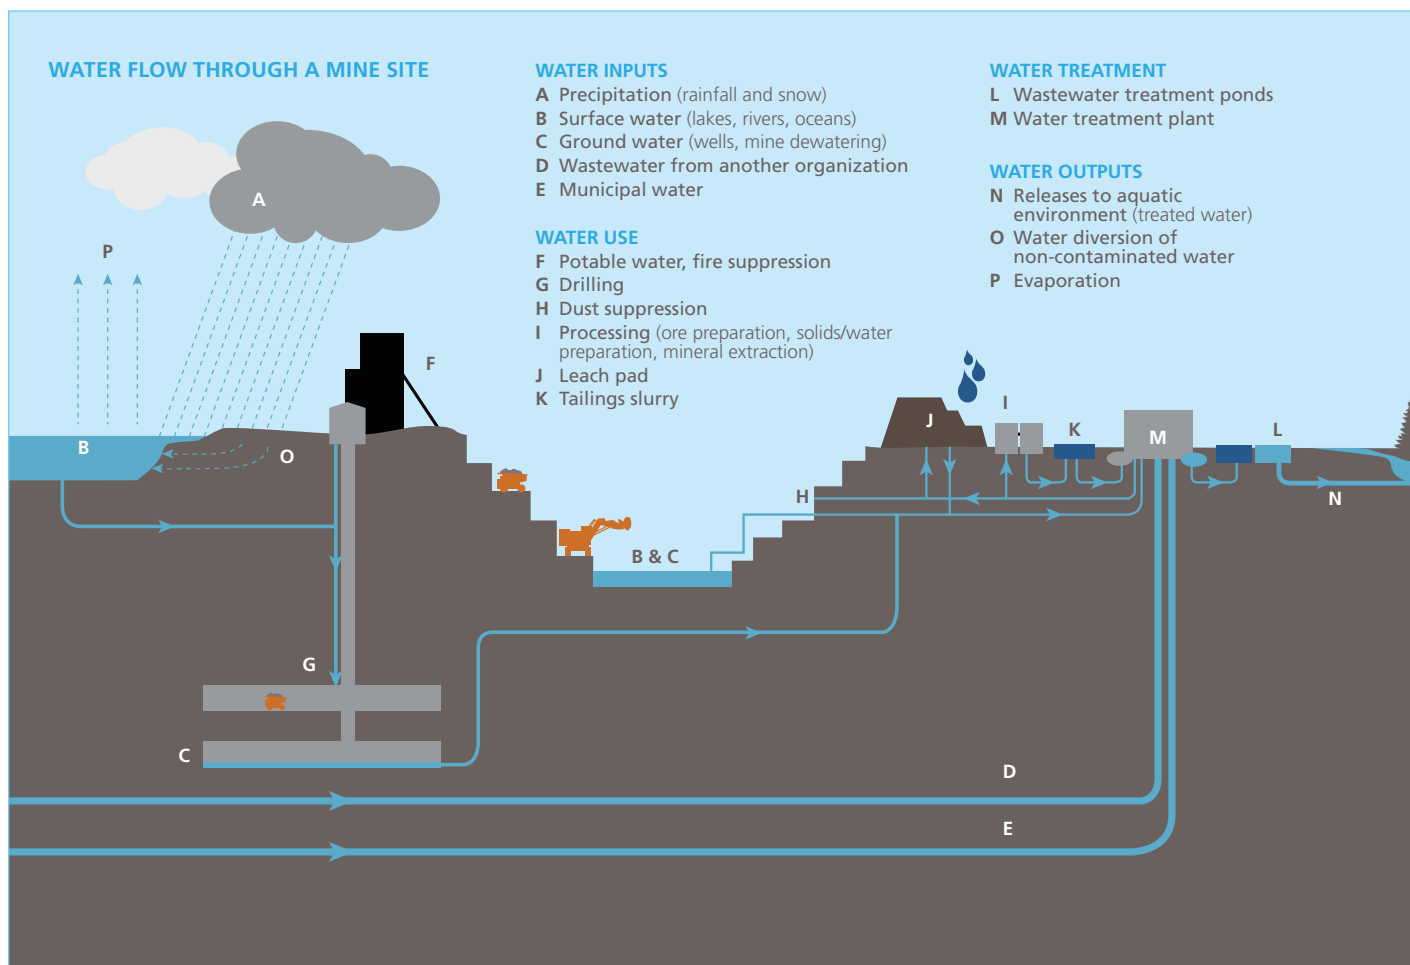 WATER FLOW THROUGH A MINE SITE
WATER INPUTS
A Precipitation (rainfall and snow)
B Surface water (lakes, rivers, oceans)
C Ground water (wells, mine dewatering)
D Wastewater from another organization
E Municipal water
WATER USE
F Potable water, fire suppression
G Drilling
H Dust suppression
I Processing (ore preparation, solids/water
preparation, mineral extraction)
J Leach pad
K Tailings slurry
WATER TREATMENT
L Wastewater treatment ponds
M Water treatment plant
WATER OUTPUTS
N Releases to aquatic
environment (treated water)
O Water diversion of
non-contaminated water
P Evaporation
A
P
F
B
O
J
I
K
M
L
H
N
B & C
G
C
D
E